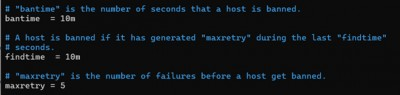 # "bantime" is the number of seconds that a host is banned.
bantime  = 10m
# A host is banned if it has generated "maxretry" during the last "findtime"
# seconds.
findtime  = 10m
# "maxretry" is the number of failures before a host get banned.
maxretry = 5